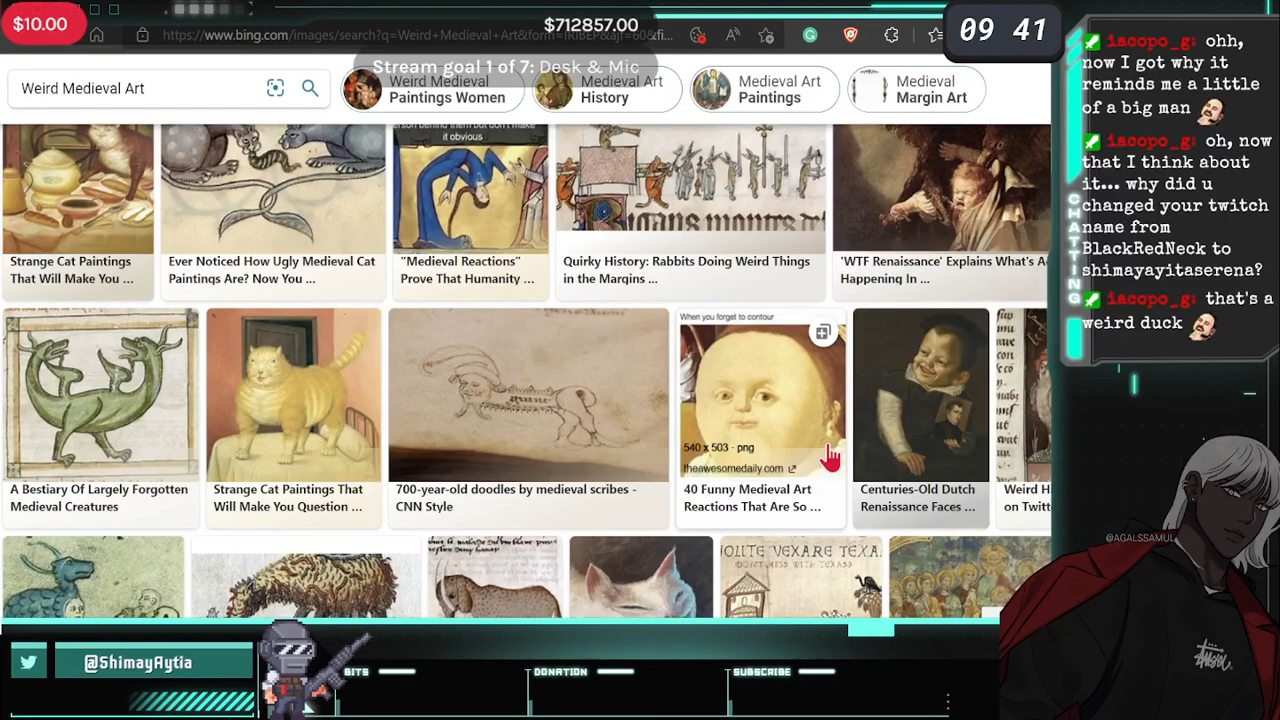 $10.00
$712857.00
09 41
https://www.bing.com/images/search?q=Weird+Medieval+Art&form=IRIBEP&ajf=60&fi...
Stream goal 1 of 7: Desk & Mic
Weird Medieval Art
Weird Medieval
Paintings Women
Medieval Art
History
Medieval Art
Paintings
Medieval
Margin Art
it obvious
Strange Cat Paintings
That Will Make You ...
Ever Noticed How Ugly Medieval Cat
Paintings Are? Now You ...
"Medieval Reactions"
Prove That Humanity ...
Quirky History: Rabbits Doing Weird Things
in the Margins ...
'WTF Renaissance' Explains What's A
Happening In ...
A Bestiary Of Largely Forgotten
Medieval Creatures
Strange Cat Paintings That
Will Make You Question ...
700-year-old doodles by medieval scribes -
CNN Style
When you forget to contour
540 x 503 · png
theawesomedaily.com
40 Funny Medieval Art
Reactions That Are So ...
Centuries-Old Dutch
Renaissance Faces ...
Weird H
on Twitt
iacopo_g: ohh,
now I got why it
reminds me a little
of a big man
iacopo_g: oh, now
that I think about
it... why did u
changed your twitch
name from
BlackRedNeck to
shimayayitaserena?
iacopo_g: that's a
weird duck
CHATTING
@AGALSSAMUL
@ShimayAytia
BITS
DONATION
SUBSCRIBE